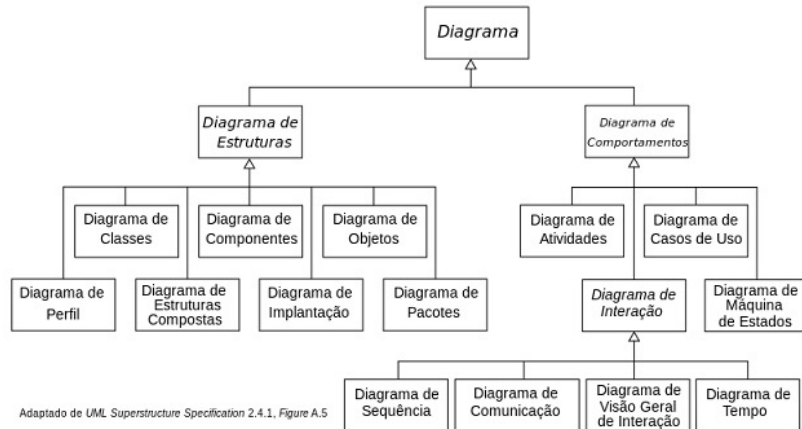 Diagrama
Diagrama de
Estruturas
Diagrama de
Comportamentos
Diagrama de
Classes
Diagrama de
Componentes
Diagrama de
Objetos
Diagrama de
Atividades
Diagrama de
Casos de Uso
Diagrama de
Perfil
Diagrama de
Estruturas
Compostas
Diagrama de
Implantação
Diagrama de
Pacotes
Diagrama de
Interação
Diagrama de
Máquina
de Estados
Diagrama de
Sequência
Diagrama de
Comunicação
Diagrama de
Visão Geral
de Interação
Diagrama de
Tempo
Adaptado de UML Superstructure Specification 2.4.1, Figure A.5